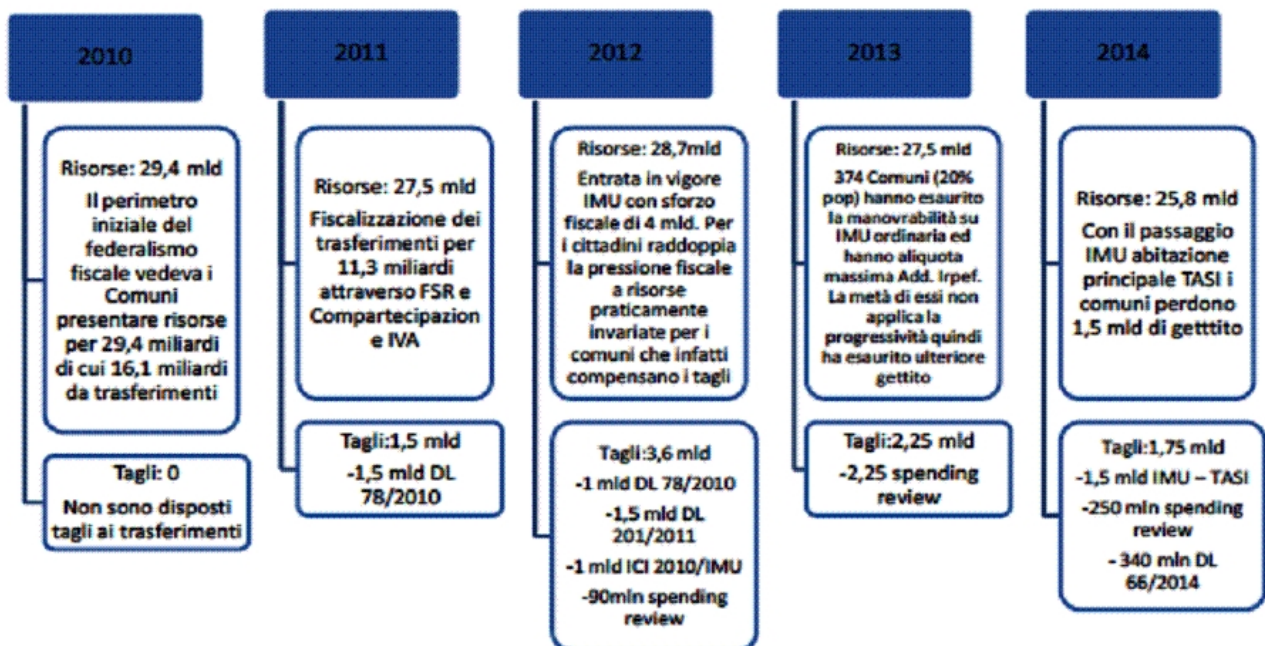 2010
Risorse: 29,4 mld
Il perimetro
iniziale del
federalismo
fiscale vedeva i
Comuni
presentare risorse
per 29,4 miliardi
di cui 16,1 miliardi
da trasferimenti
Tagli: 0
Non sono disposti
tagli ai trasferimenti
2011
Risorse: 27,5 mld
Fiscalizzazione dei
trasferimenti per
11,3 miliardi
attraverso FSR e
Compartecipazion
e IVA
Tagli:1,5 mld
-1,5 mld DL
78/2010
2012
Risorse: 28,7mld
Entrata in vigore
IMU con sforzo
fiscale di 4 mld. Per
i cittadini raddoppia
la pressione fiscale
a risorse
praticamente
invariate per i
comuni che infatti
compensano i tagli
Tagli:3,6 mld
-1 mld DL 78/2010
-1,5 mld DL
201/2011
-1 mld ICI 2010/IMU
-90mln spending
review
2013
Risorse: 27,5 mld
374 Comuni (20%
pop) hanno esaurito
la manovrabilità su
IMU ordinaria ed
hanno aliquota
massima Add. Irpef.
La metà di essi non
applica la
progressività quindi
ha esaurito ulteriore
gettito
Tagli:2,25 mld
-2,25 spending
review
2014
Risorse: 25,8 mld
Con il passaggio
IMU abitazione
principale TASI i
comuni perdono
1,5 mld di getttito
Tagli:1,75 mld
-1,5 mld IMU – TASI
-250 mln spending
review
- 340 mln DL
66/2014